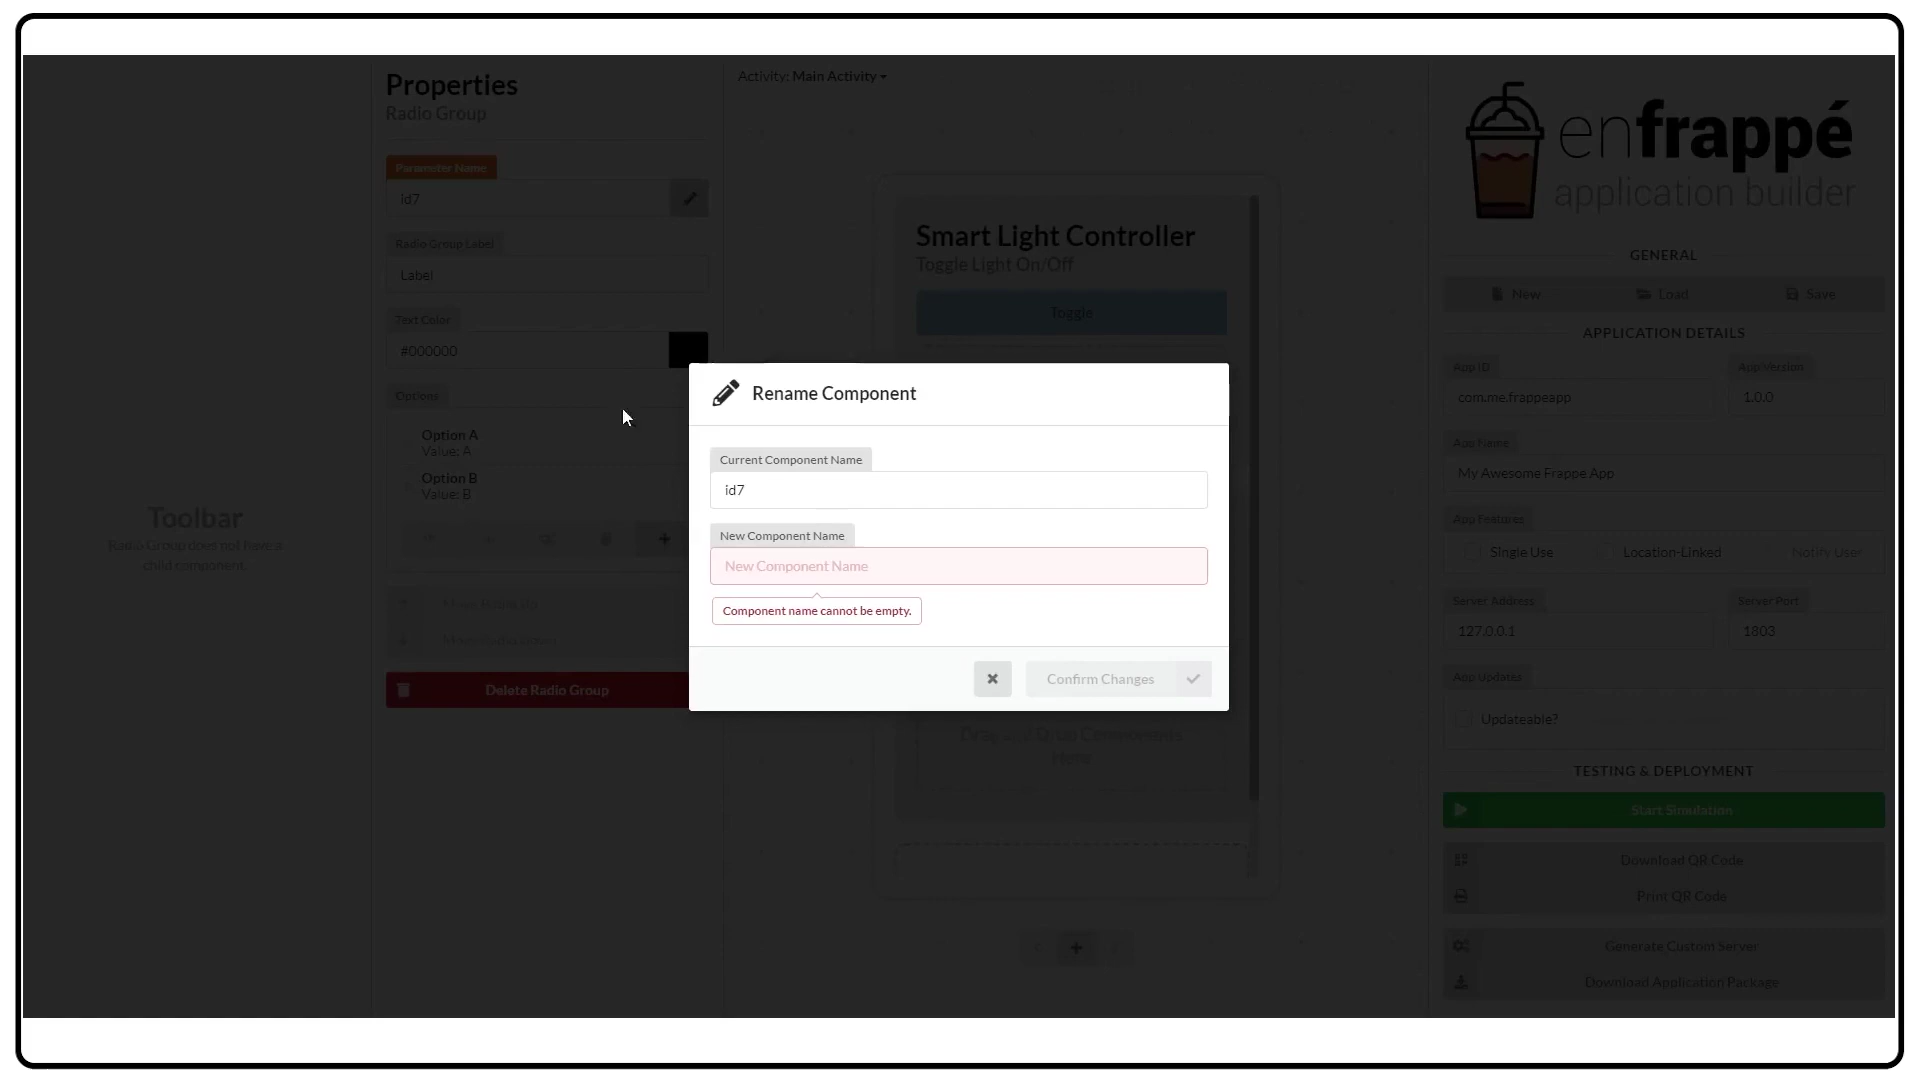 Properties
Radio Group
Parameter Name
id7
Radio Group Label
Label
Text Color
#000000
Options
Option A
Value: A
Option B
Value: B
Delete Radio Group
Toolbar
Radio Group does not have a
child component.
Activity: Main Activity
Smart Light Controller
Toggle Light On/Off
Toggle
Rename Component
Current Component Name
id7
New Component Name
New Component Name
Component name cannot be empty.
Confirm Changes
Drag and Drop Components
Here
enfrappé
application builder
GENERAL
New Load Save
APPLICATION DETAILS
App ID App Version
com.me.frappeapp 1.0.0
App Name
My Awesome Frappe App
App Features
Single Use Location-Linked Notify User
Server Address Server Port
127.0.0.1 1803
App Updates
Updateable?
TESTING & DEPLOYMENT
Start Simulation
Download QR Code
Print QR Code
Generate Custom Server
Download Application Package